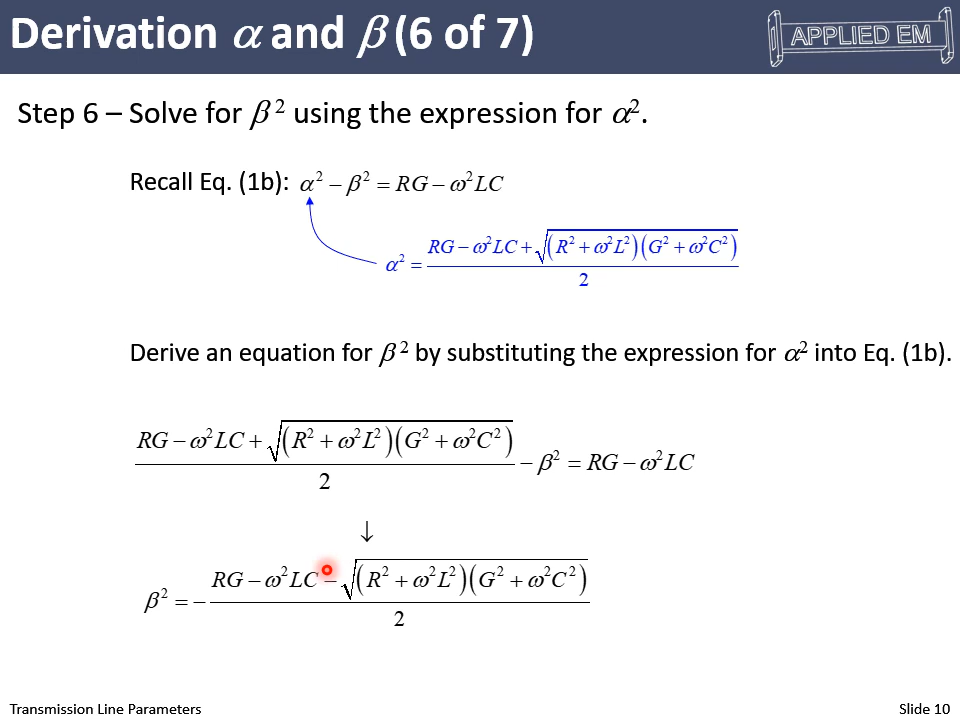 Derivation α and β (6 of 7)
APPLIED EM
Step 6 – Solve for β² using the expression for α².
Recall Eq. (1b): α² − β² = RG − ω²LC
α² = (RG − ω²LC + √((R² + ω²L²)(G² + ω²C²))) / 2
Derive an equation for β² by substituting the expression for α² into Eq. (1b).
(RG − ω²LC + √((R² + ω²L²)(G² + ω²C²))) / 2 − β² = RG − ω²LC
↓
β² = − (RG − ω²LC − √((R² + ω²L²)(G² + ω²C²))) / 2
Transmission Line Parameters
Slide 10